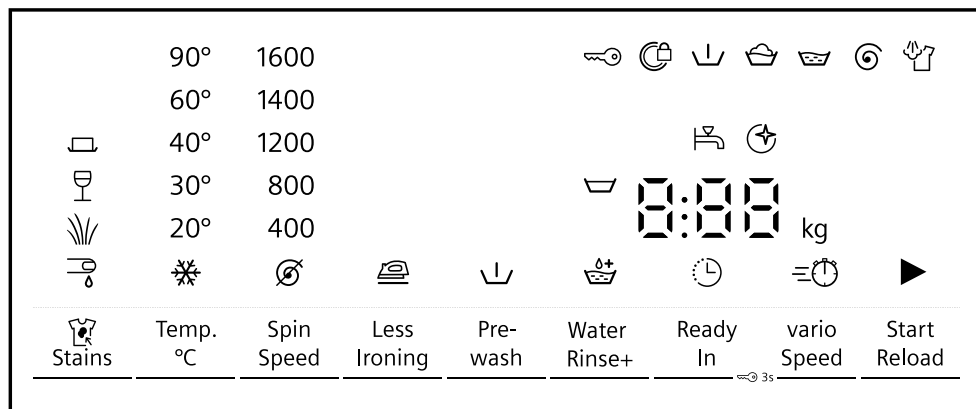 90° 1600
60° 1400
40° 1200
30° 800
8:88
20° 400
kg
Stains
Temp. °C
Spin Speed
Less Ironing
Pre-wash
Water Rinse+
Ready In
vario Speed
Start Reload
3s